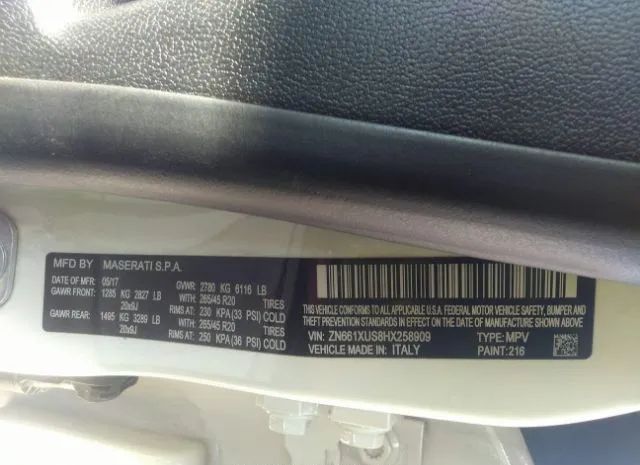 MFD BY MASERATI S.P.A.
DATE OF MFR: 05/17 GVWR: 2780 KG 6116 LB
GAWR FRONT: 1285 KG 2827 LB WITH: 265/45 R20 TIRES
20x9J RIMS AT: 230 KPA (33 PSI) COLD
GAWR REAR: 1495 KG 3289 LB WITH: 265/45 R20 TIRES
20x9J RIMS AT: 250 KPA (36 PSI) COLD
THIS VEHICLE CONFORMS TO ALL APPLICABLE U.S.A. FEDERAL MOTOR VEHICLE SAFETY, BUMPER AND
THEFT PREVENTION STANDARDS IN EFFECT ON THE DATE OF MANUFACTURE SHOWN ABOVE.
VIN: ZN661XUS8HX258909 TYPE: MPV
VEHICLE MADE IN: ITALY PAINT: 216